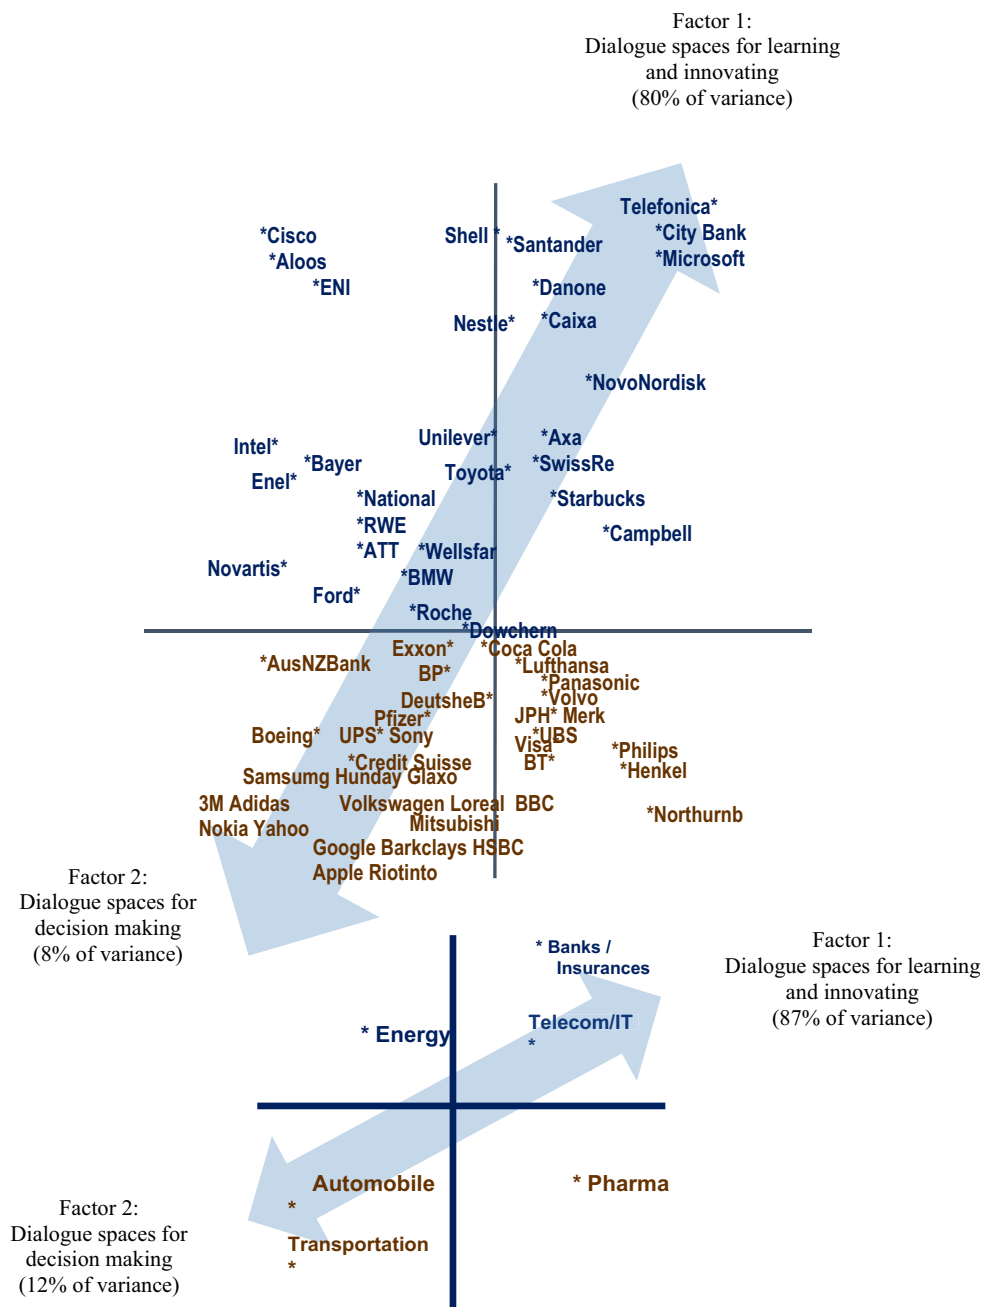 Factor 1:
Dialogue spaces for learning
and innovating
(80% of variance)
Telefonica*
*Cisco
Shell *
*Santander
*City Bank
*Aloos
*Microsoft
*ENI
*Danone
Nestle*
*Caixa
*NovoNordisk
Intel*
Unilever*
*Axa
*Bayer
Toyota*
*SwissRe
Enel*
*National
*Starbucks
*RWE
*Campbell
*ATT
*Wellsfar
Novartis*
*BMW
Ford*
*Roche
*Dowchern
Exxon*
*Coca Cola
*AusNZBank
BP*
*Lufthansa
*Panasonic
DeutsheB*
*Volvo
Pfizer*
JPH* Merk
Boeing*
UPS* Sony
*UBS
Visa*
*Philips
*Credit Suisse
BT*
*Henkel
Samsumg Hunday Glaxo
3M Adidas
Volkswagen Loreal BBC
*Northurnb
Nokia Yahoo
Mitsubishi
Google Barkclays HSBC
Apple Riotinto
Factor 2:
Dialogue spaces for
decision making
(8% of variance)
Factor 1:
Dialogue spaces for learning
and innovating
(87% of variance)
* Banks /
Insurances
* Energy
Telecom/IT
*
Automobile
*
* Pharma
Transportation
*
Factor 2:
Dialogue spaces for
decision making
(12% of variance)